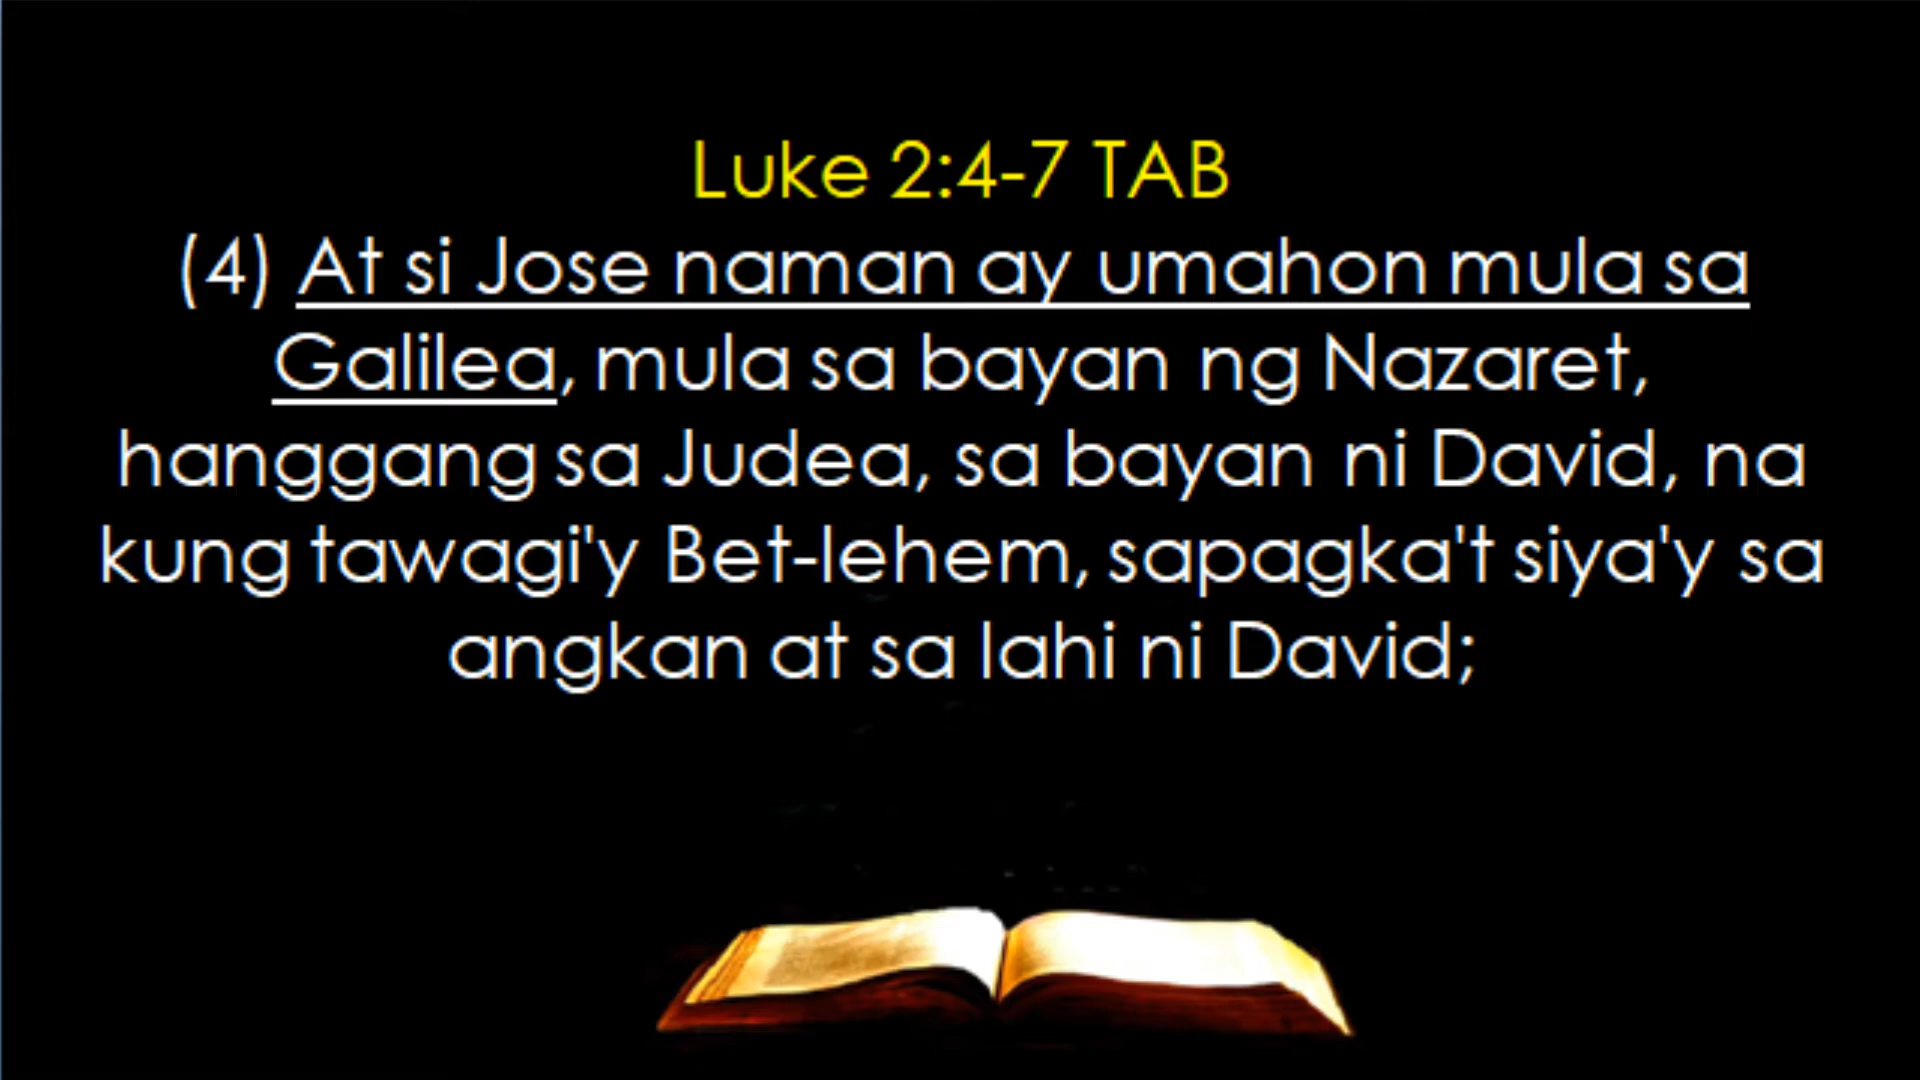 Luke 2:4-7 TAB
(4) At si Jose naman ay umahon mula sa
Galilea, mula sa bayan ng Nazaret,
hanggang sa Judea, sa bayan ni David, na
kung tawagi'y Bet-lehem, sapagka't siya'y sa
angkan at sa lahi ni David;